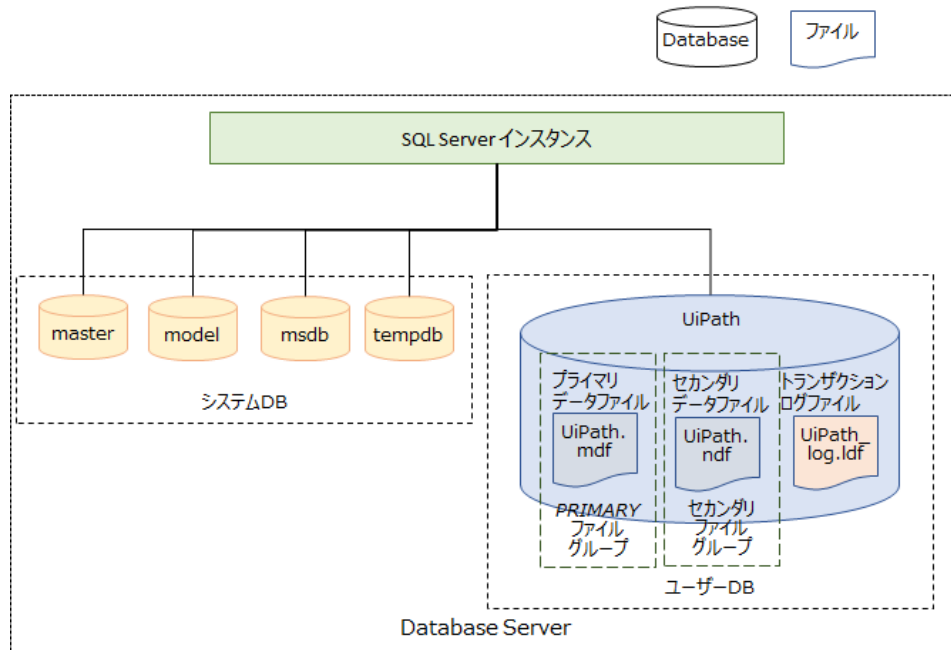 Database
ファイル
SQL Server インスタンス
master
model
msdb
tempdb
システムDB
UiPath
プライマリ
データファイル
UiPath.
mdf
PRIMARY
ファイル
グループ
セカンダリ
データファイル
UiPath.
ndf
セカンダリ
ファイル
グループ
トランザクション
ログファイル
UiPath_
log.ldf
ユーザーDB
Database Server